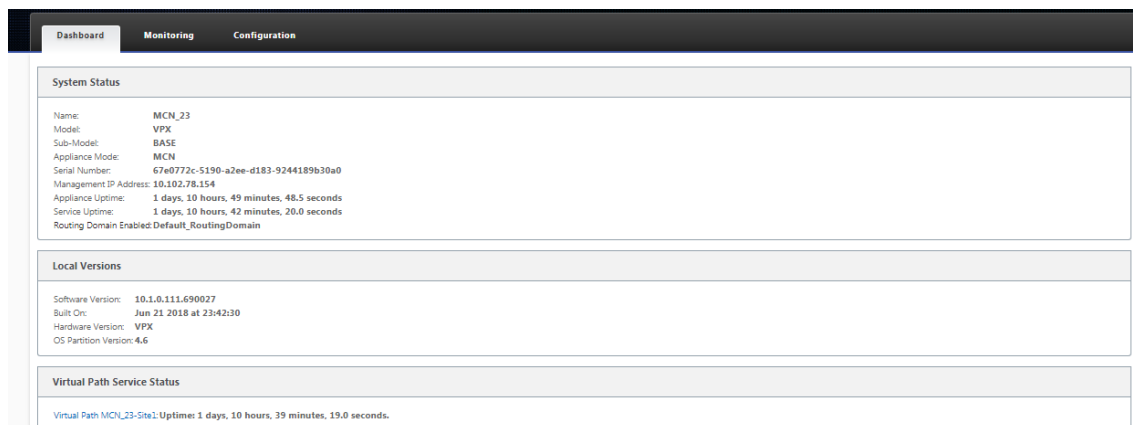 Dashboard Monitoring Configuration
System Status
Name: MCN_23
Model: VPX
Sub-Model: BASE
Appliance Mode: MCN
Serial Number: 67e0772c-5190-a2ee-d183-9244189b30a0
Management IP Address: 10.102.78.154
Appliance Uptime: 1 days, 10 hours, 49 minutes, 48.5 seconds
Service Uptime: 1 days, 10 hours, 42 minutes, 20.0 seconds
Routing Domain Enabled: Default_RoutingDomain
Local Versions
Software Version: 10.1.0.111.690027
Built On: Jun 21 2018 at 23:42:30
Hardware Version: VPX
OS Partition Version: 4.6
Virtual Path Service Status
Virtual Path MCN_23-Site1: Uptime: 1 days, 10 hours, 39 minutes, 19.0 seconds.